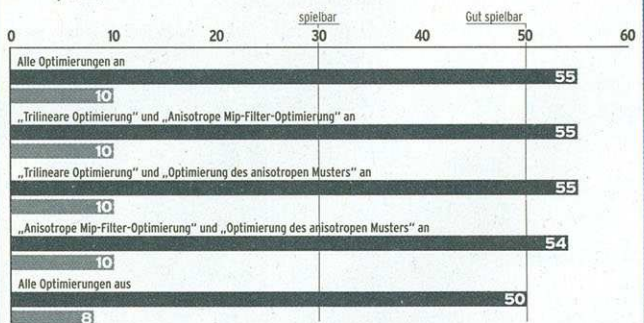 spielbar Gut spielbar
0 10 20 30 40 50 60
Alle Optimierungen an
55
10
„Trilineare Optimierung" und „Anisotrope Mip-Filter-Optimierung" an
55
10
„Trilineare Optimierung" und „Optimierung des anisotropen Musters" an
55
10
„Anisotrope Mip-Filter-Optimierung" und „Optimierung des anisotropen Musters" an
54
10
Alle Optimierungen aus
50
8